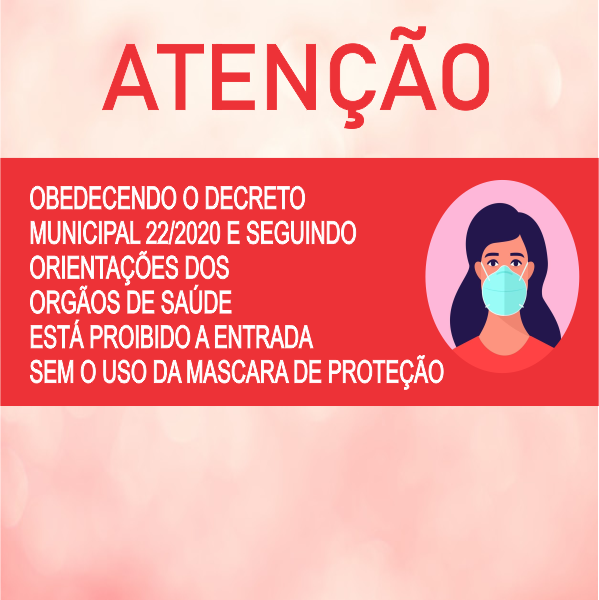 ATENÇÃO
OBEDECENDO O DECRETO
MUNICIPAL 22/2020 E SEGUINDO
ORIENTAÇÕES DOS
ORGÃOS DE SAÚDE
ESTÁ PROIBIDO A ENTRADA
SEM O USO DA MASCARA DE PROTEÇÃO